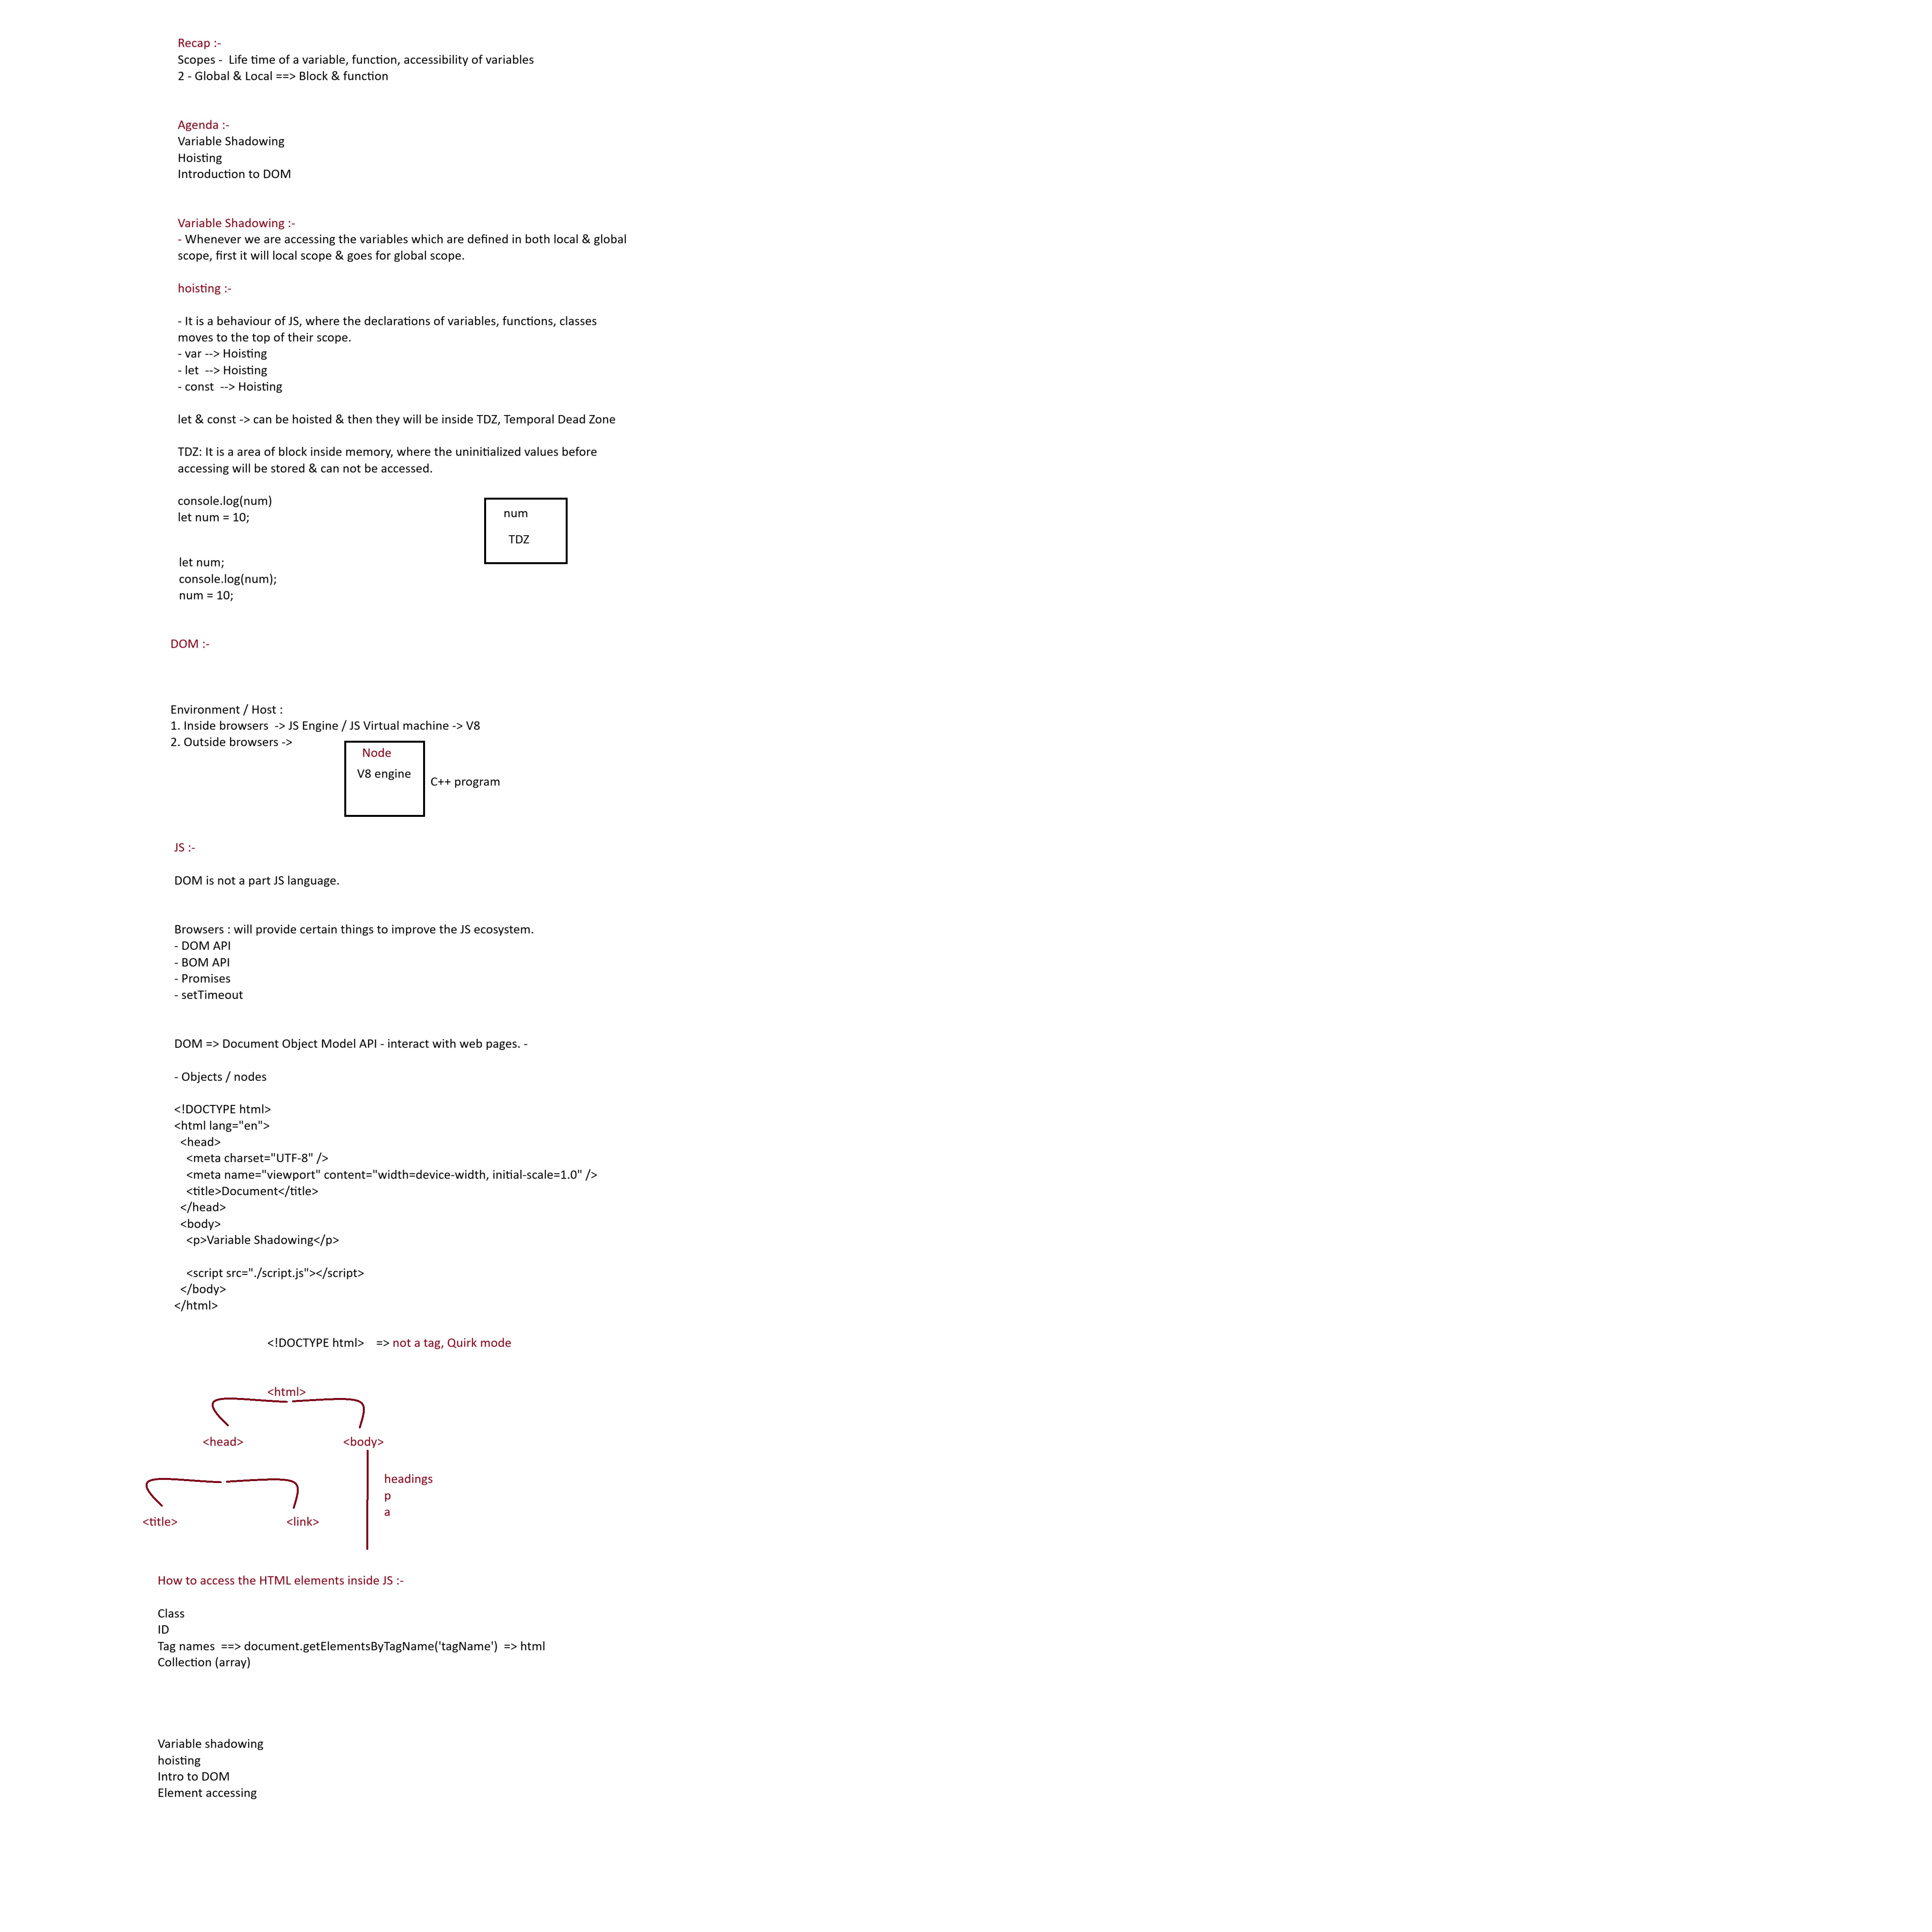 Recap :-
Scopes -  Life time of a variable, function, accessibility of variables
2 - Global & Local ==> Block & function
Agenda :-
Variable Shadowing
Hoisting
Introduction to DOM
Variable Shadowing :-
- Whenever we are accessing the variables which are defined in both local & global
scope, first it will local scope & goes for global scope.
hoisting :-
- It is a behaviour of JS, where the declarations of variables, functions, classes
moves to the top of their scope.
- var --> Hoisting
- let  --> Hoisting
- const  --> Hoisting
let & const -> can be hoisted & then they will be inside TDZ, Temporal Dead Zone
TDZ: It is a area of block inside memory, where the uninitialized values before
accessing will be stored & can not be accessed.
console.log(num)
let num = 10;
num
TDZ
let num;
console.log(num);
num = 10;
DOM :-
Environment / Host :
1. Inside browsers  -> JS Engine / JS Virtual machine -> V8
2. Outside browsers ->
Node
V8 engine
C++ program
JS :-
DOM is not a part JS language.
Browsers : will provide certain things to improve the JS ecosystem.
- DOM API
- BOM API
- Promises
- setTimeout
DOM => Document Object Model API - interact with web pages. -
- Objects / nodes
<!DOCTYPE html>
<html lang="en">
  <head>
    <meta charset="UTF-8" />
    <meta name="viewport" content="width=device-width, initial-scale=1.0" />
    <title>Document</title>
  </head>
  <body>
    <p>Variable Shadowing</p>
    <script src="./script.js"></script>
  </body>
</html>
<!DOCTYPE html>    => not a tag, Quirk mode
<html>
<head>
<body>
headings
p
a
<title>
<link>
How to access the HTML elements inside JS :-
Class
ID
Tag names  ==> document.getElementsByTagName('tagName')  => html
Collection (array)
Variable shadowing
hoisting
Intro to DOM
Element accessing